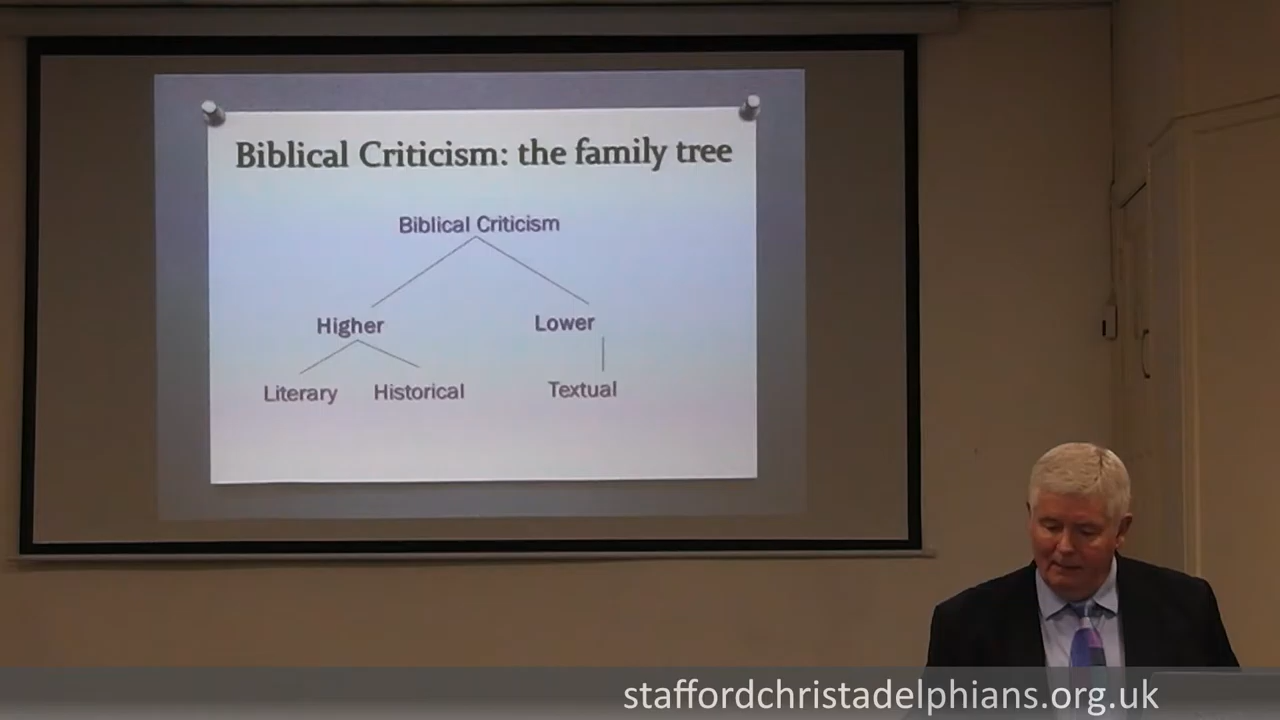 Biblical Criticism: the family tree
Biblical Criticism
Higher
Lower
Literary
Historical
Textual
staffordchristadelphians.org.uk